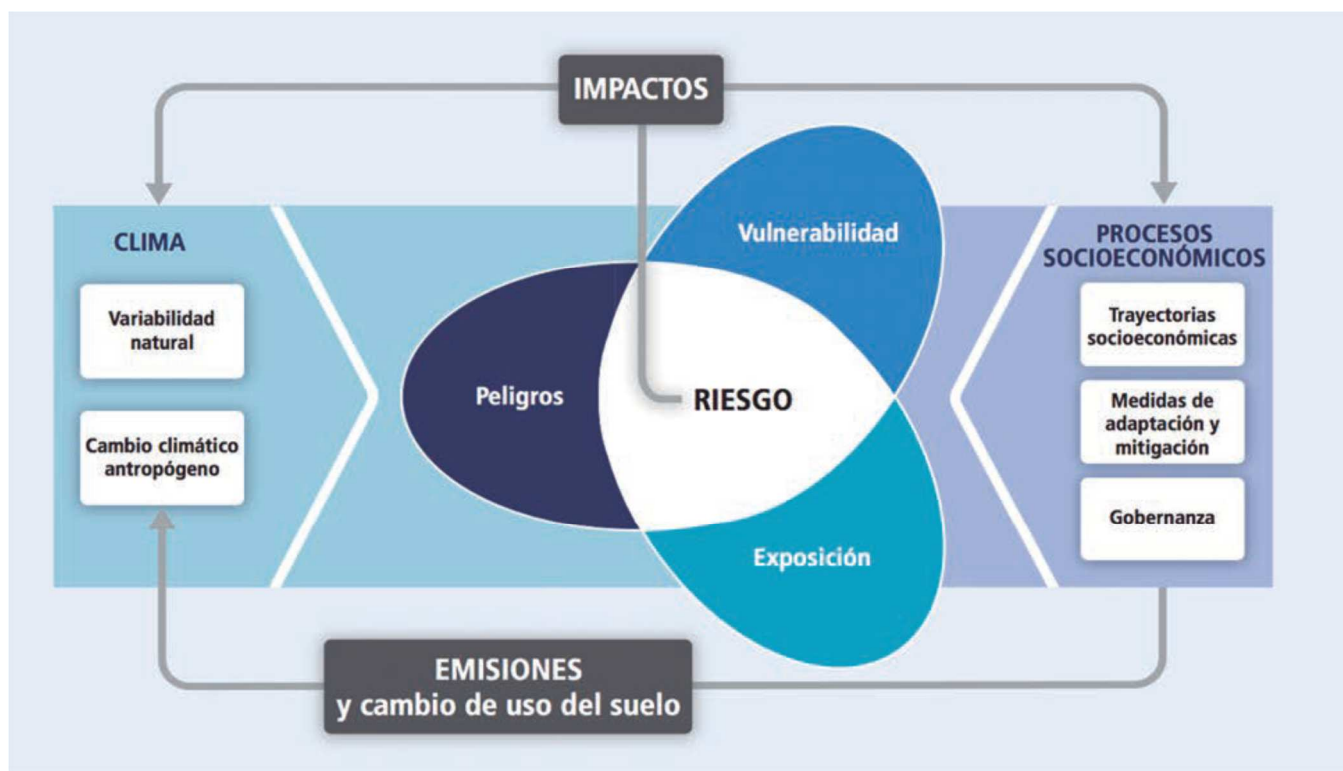 IMPACTOS
CLIMA
Variabilidad
natural
Cambio climático
antropógeno
Vulnerabilidad
Peligros
RIESGO
Exposición
PROCESOS
SOCIOECONÓMICOS
Trayectorias
socioeconómicas
Medidas de
adaptación y
mitigación
Gobernanza
EMISIONES
y cambio de uso del suelo